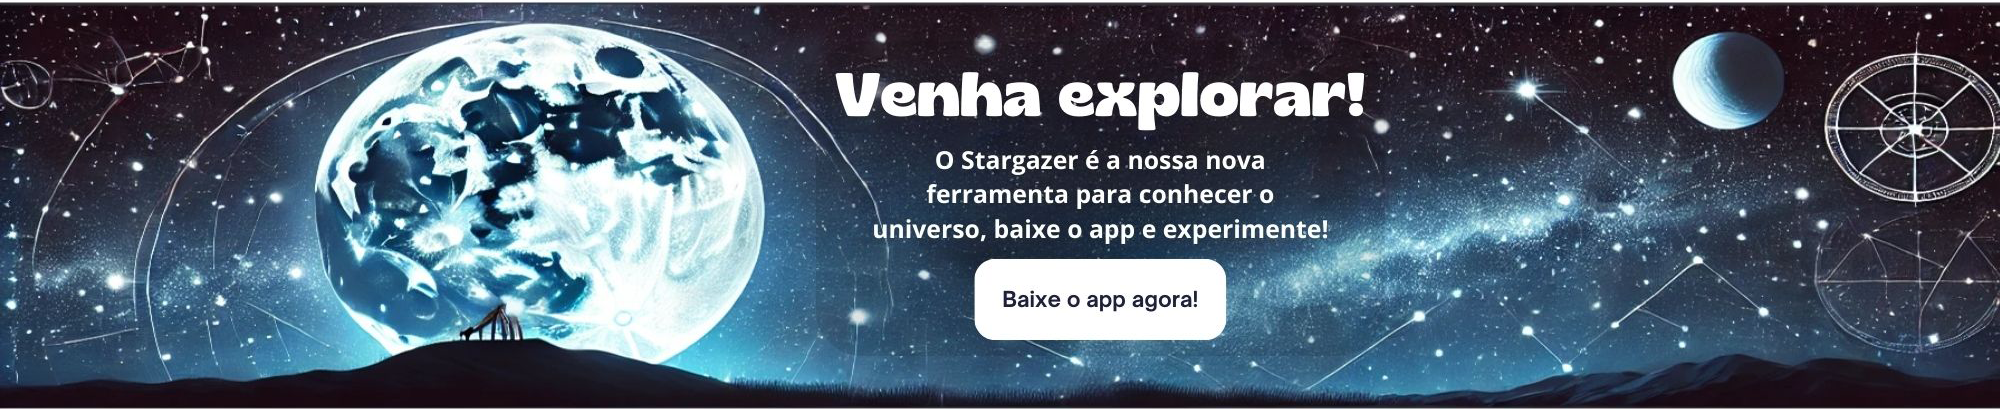 Venha explorar!
O Stargazer é a nossa nova
ferramenta para conhecer o
universo, baixe o app e experimente!
Baixe o app agora!